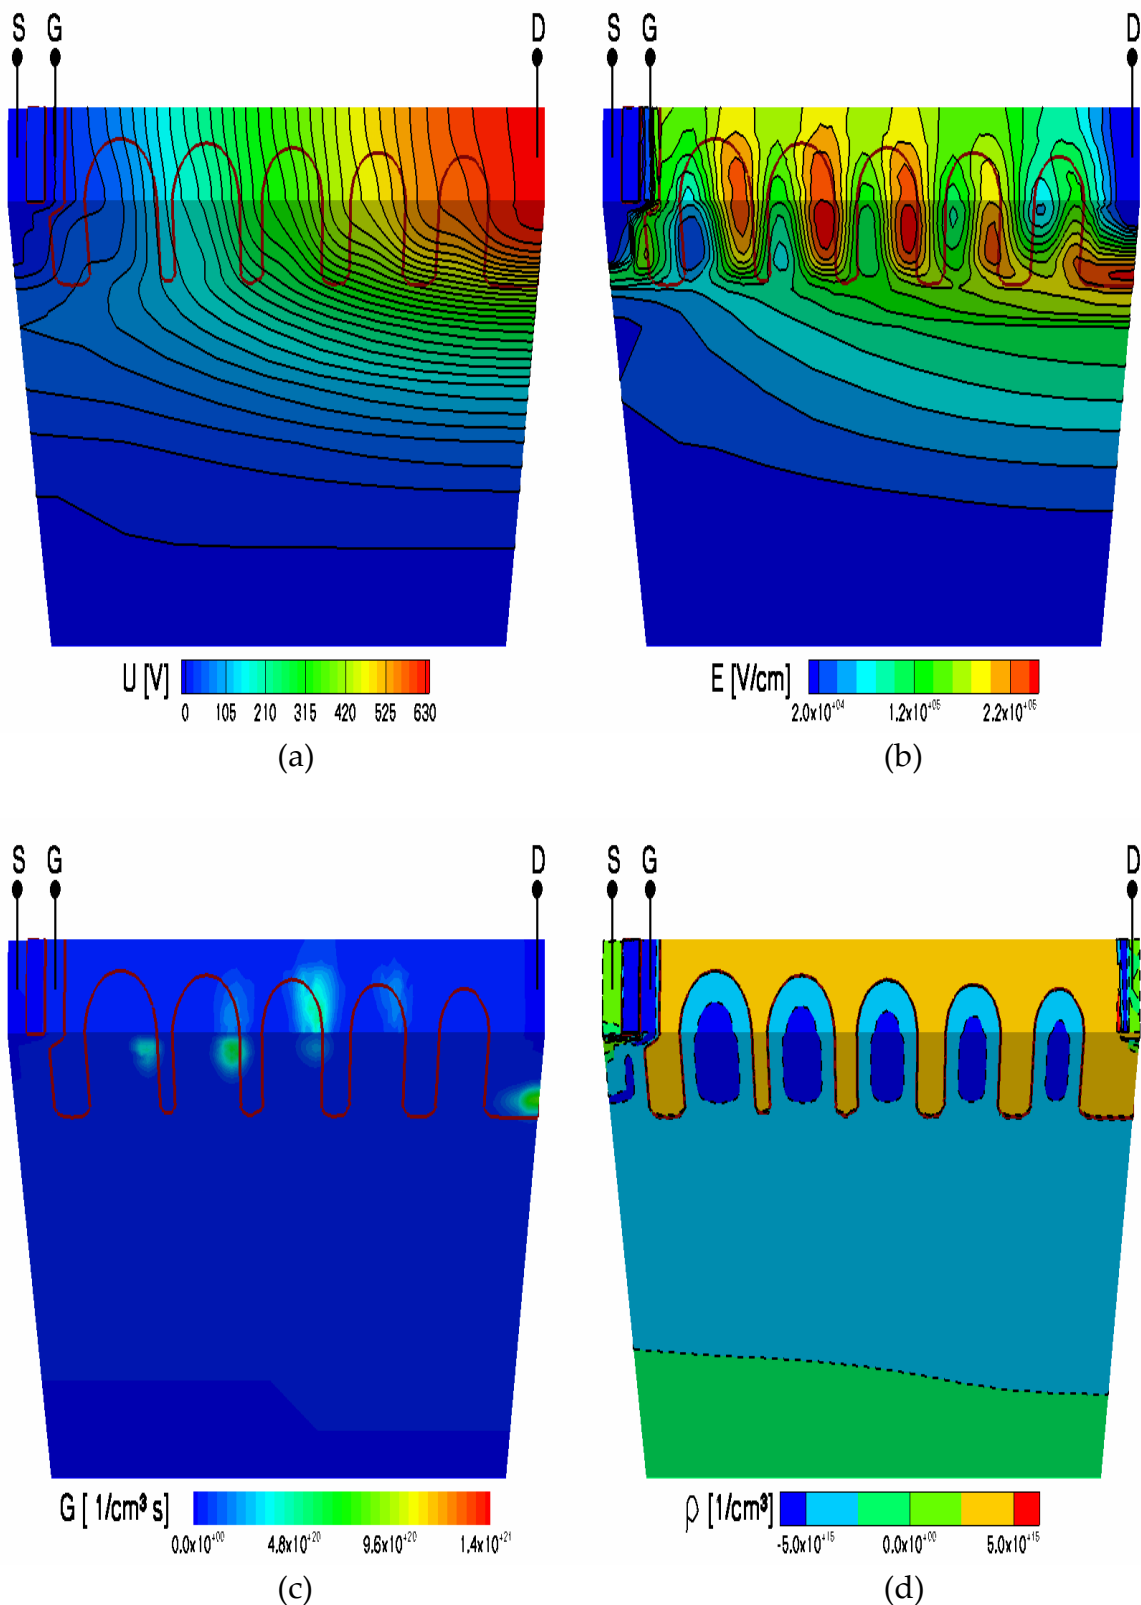 S G D S G D
U [V] E [V/cm]
0 105 210 315 420 525 630 2.0x10⁺⁰⁴ 1.2x10⁺⁰⁵ 2.2x10⁺⁰⁵
(a) (b)
S G D S G D
G [ 1/cm³ s] ρ [1/cm³]
0.0x10⁺⁰⁰ 4.8x10⁺²⁰ 9.6x10⁺²⁰ 1.4x10⁺²¹ -5.0x10⁺¹⁵ 0.0x10⁺⁰⁰ 5.0x10⁺¹⁵
(c) (d)